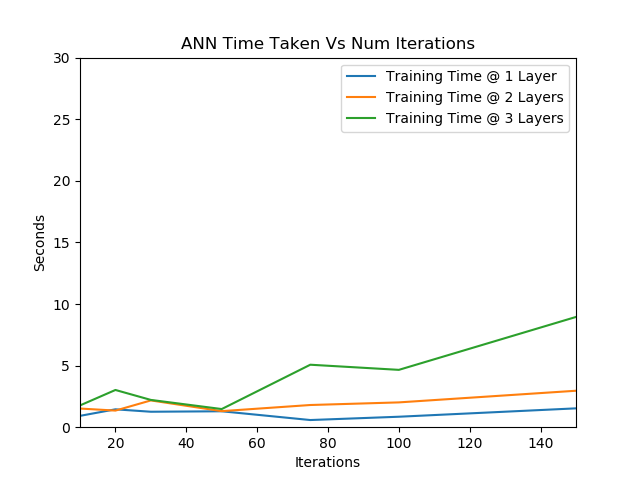 ANN Time Taken Vs Num Iterations
Training Time @ 1 Layer
Training Time @ 2 Layers
Training Time @ 3 Layers
30
25
20
15
10
5
0
Seconds
20 40 60 80 100 120 140
Iterations